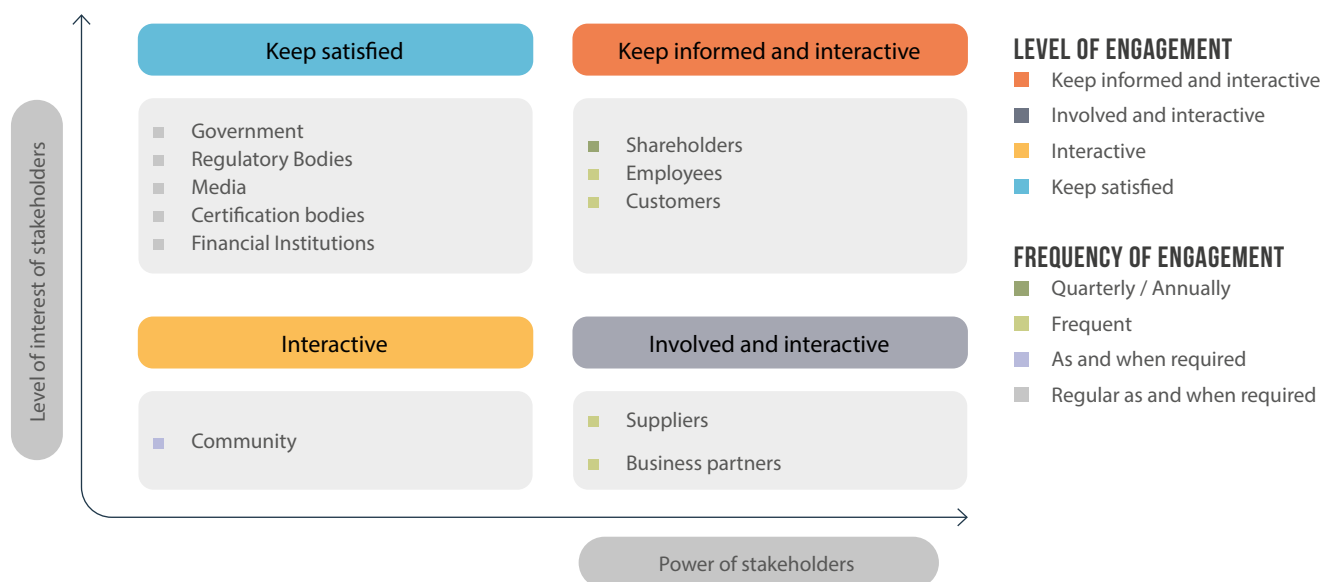 Level of interest of stakeholders
Keep satisfied
Government
Regulatory Bodies
Media
Certification bodies
Financial Institutions
Keep informed and interactive
Shareholders
Employees
Customers
Interactive
Community
Involved and interactive
Suppliers
Business partners
Power of stakeholders
LEVEL OF ENGAGEMENT
Keep informed and interactive
Involved and interactive
Interactive
Keep satisfied
FREQUENCY OF ENGAGEMENT
Quarterly / Annually
Frequent
As and when required
Regular as and when required